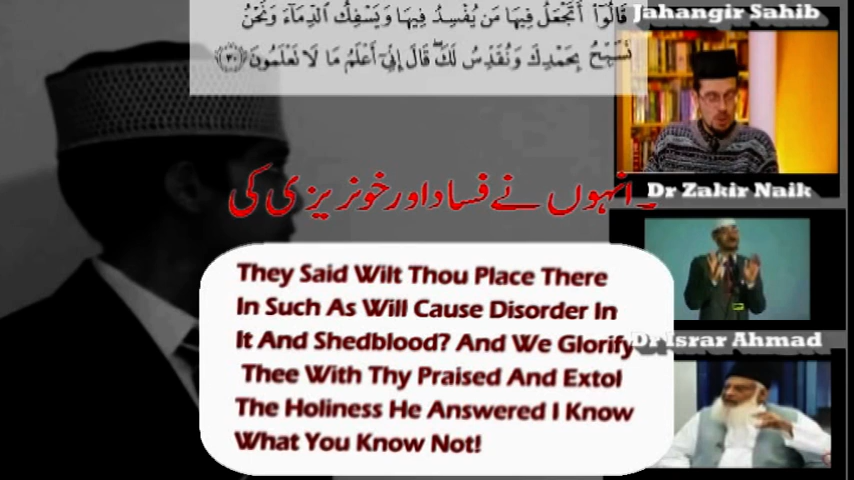 قَالُوٓا۟ أَتَجْعَلُ فِيهَا مَن يُفْسِدُ فِيهَا وَيَسْفِكُ ٱلدِّمَآءَ وَنَحْنُ
نُسَبِّحُ بِحَمْدِكَ وَنُقَدِّسُ لَكَ ۖ قَالَ إِنِّىٓ أَعْلَمُ مَا لَا تَعْلَمُونَ ﴿٣٠﴾
انہوں نے فساد اور خونریزی کی
They Said Wilt Thou Place There
In Such As Will Cause Disorder In
It And Shedblood? And We Glorify
Thee With Thy Praised And Extol
The Holiness He Answered I Know
What You Know Not!
Jahangir Sahib
Dr Zakir Naik
Dr Israr Ahmad